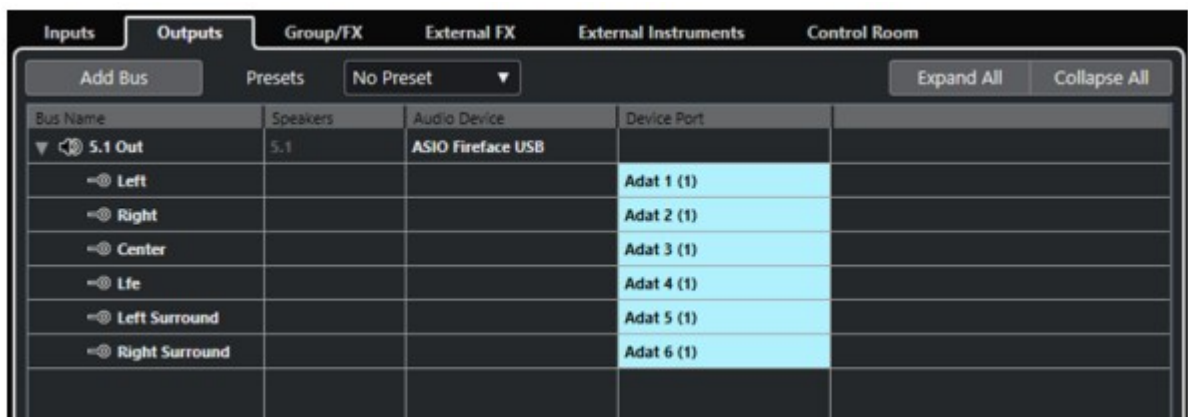 Inputs Outputs Group/FX External FX External Instruments Control Room
Add Bus Presets No Preset Expand All Collapse All
Bus Name Speakers Audio Device Device Port
5.1 Out 5.1 ASIO Fireface USB
Left Adat 1 (1)
Right Adat 2 (1)
Center Adat 3 (1)
Lfe Adat 4 (1)
Left Surround Adat 5 (1)
Right Surround Adat 6 (1)